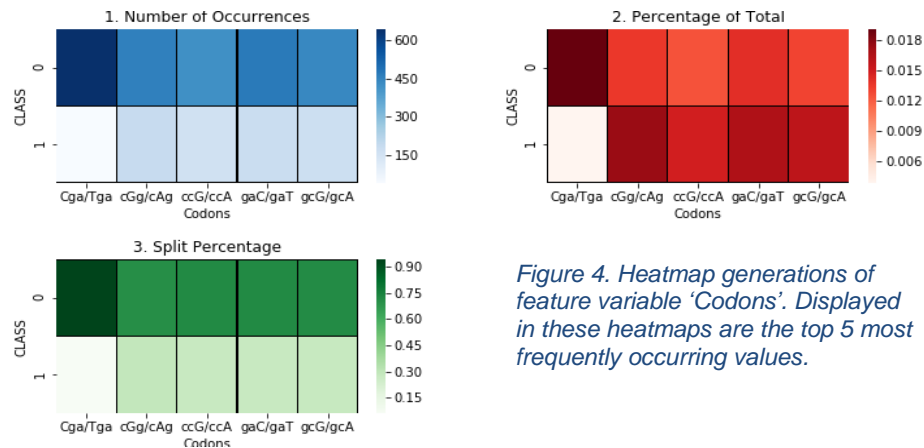 1. Number of Occurrences
CLASS
0
1
Cga/Tga cGg/cAg ccG/ccA gaC/gaT gcG/gcA
Codons
600
450
300
150
2. Percentage of Total
CLASS
0
1
Cga/Tga cGg/cAg ccG/ccA gaC/gaT gcG/gcA
Codons
0.018
0.015
0.012
0.009
0.006
3. Split Percentage
CLASS
0
1
Cga/Tga cGg/cAg ccG/ccA gaC/gaT gcG/gcA
Codons
0.90
0.75
0.60
0.45
0.30
0.15
Figure 4. Heatmap generations of
feature variable ‘Codons’. Displayed
in these heatmaps are the top 5 most
frequently occurring values.